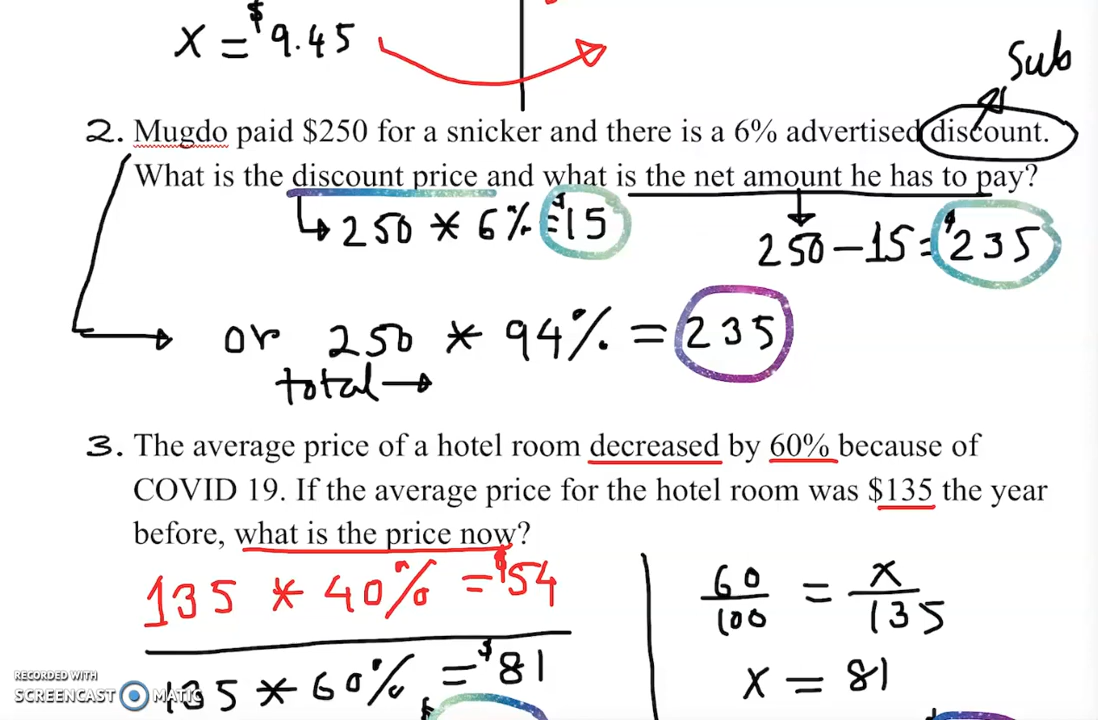 x = $9.45
Sub
2. Mugdo paid $250 for a snicker and there is a 6% advertised discount.
What is the discount price and what is the net amount he has to pay?
250 * 6% = $15
250 - 15 = $235
or 250 * 94% = 235
total →
3. The average price of a hotel room decreased by 60% because of
COVID 19. If the average price for the hotel room was $135 the year
before, what is the price now?
135 * 40% = $54
135 * 60% = $81
60/100 = x/135
x = 81
RECORDED WITH
SCREENCAST MATIC